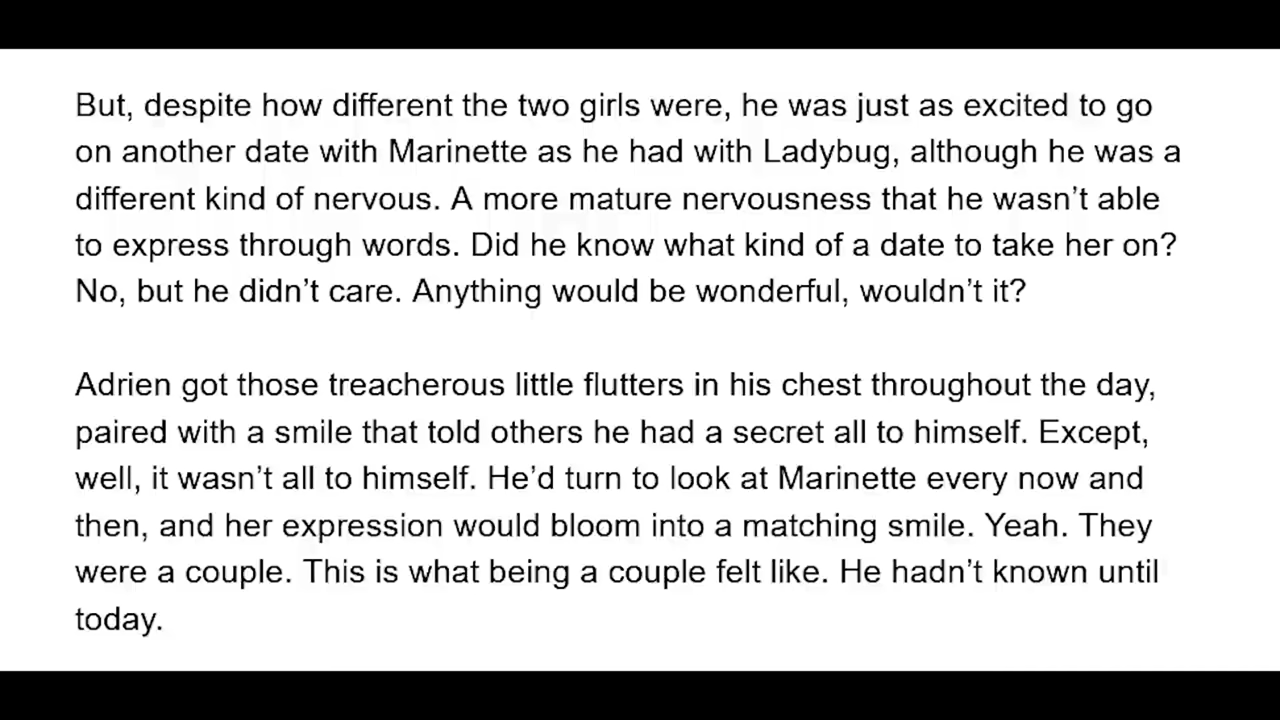 But, despite how different the two girls were, he was just as excited to go
on another date with Marinette as he had with Ladybug, although he was a
different kind of nervous. A more mature nervousness that he wasn’t able
to express through words. Did he know what kind of a date to take her on?
No, but he didn’t care. Anything would be wonderful, wouldn’t it?
Adrien got those treacherous little flutters in his chest throughout the day,
paired with a smile that told others he had a secret all to himself. Except,
well, it wasn’t all to himself. He’d turn to look at Marinette every now and
then, and her expression would bloom into a matching smile. Yeah. They
were a couple. This is what being a couple felt like. He hadn’t known until
today.